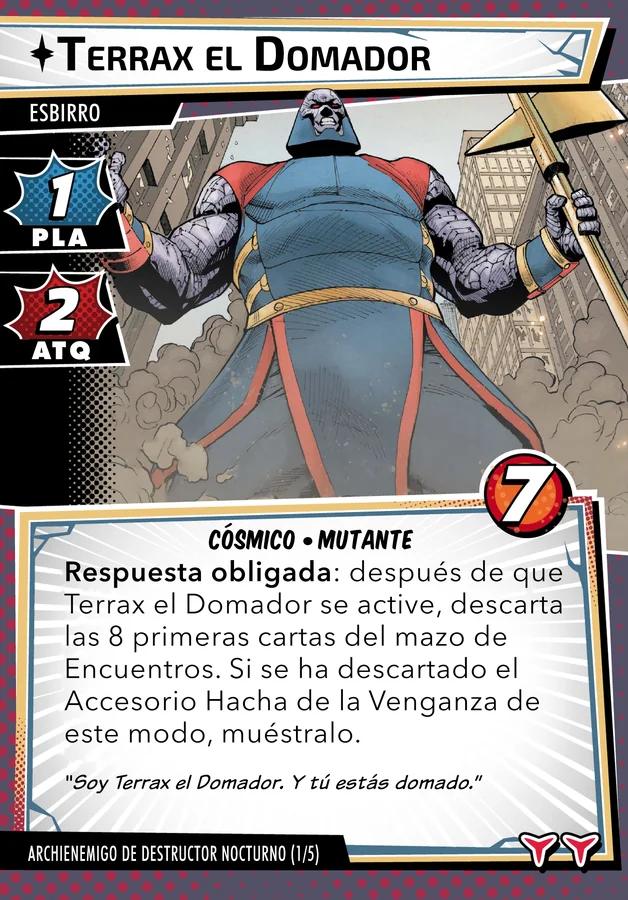 TERRAX EL DOMADOR
ESBIRRO
1
PLA
2
ATQ
7
CÓSMICO • MUTANTE
Respuesta obligada: después de que
Terrax el Domador se active, descarta
las 8 primeras cartas del mazo de
Encuentros. Si se ha descartado el
Accesorio Hacha de la Venganza de
este modo, muéstralo.
"Soy Terrax el Domador. Y tú estás domado."
ARCHIENEMIGO DE DESTRUCTOR NOCTURNO (1/5)